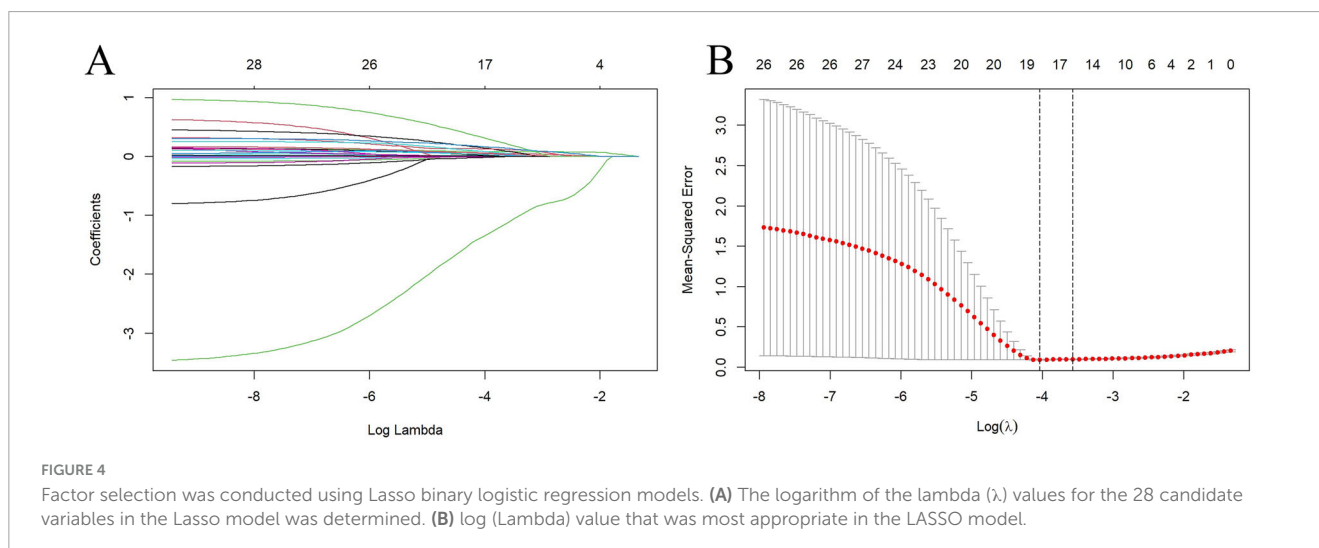 A
28 26 17 4
1
0
-1
-2
-3
Coefficients
-8 -6 -4 -2
Log Lambda
B
26 26 26 27 24 23 20 20 19 17 14 10 6 4 2 1 0
3.0
2.5
2.0
1.5
1.0
0.5
0.0
Mean-Squared Error
-8 -7 -6 -5 -4 -3 -2
Log(λ)
FIGURE 4
Factor selection was conducted using Lasso binary logistic regression models. (A) The logarithm of the lambda (λ) values for the 28 candidate
variables in the Lasso model was determined. (B) log (Lambda) value that was most appropriate in the LASSO model.